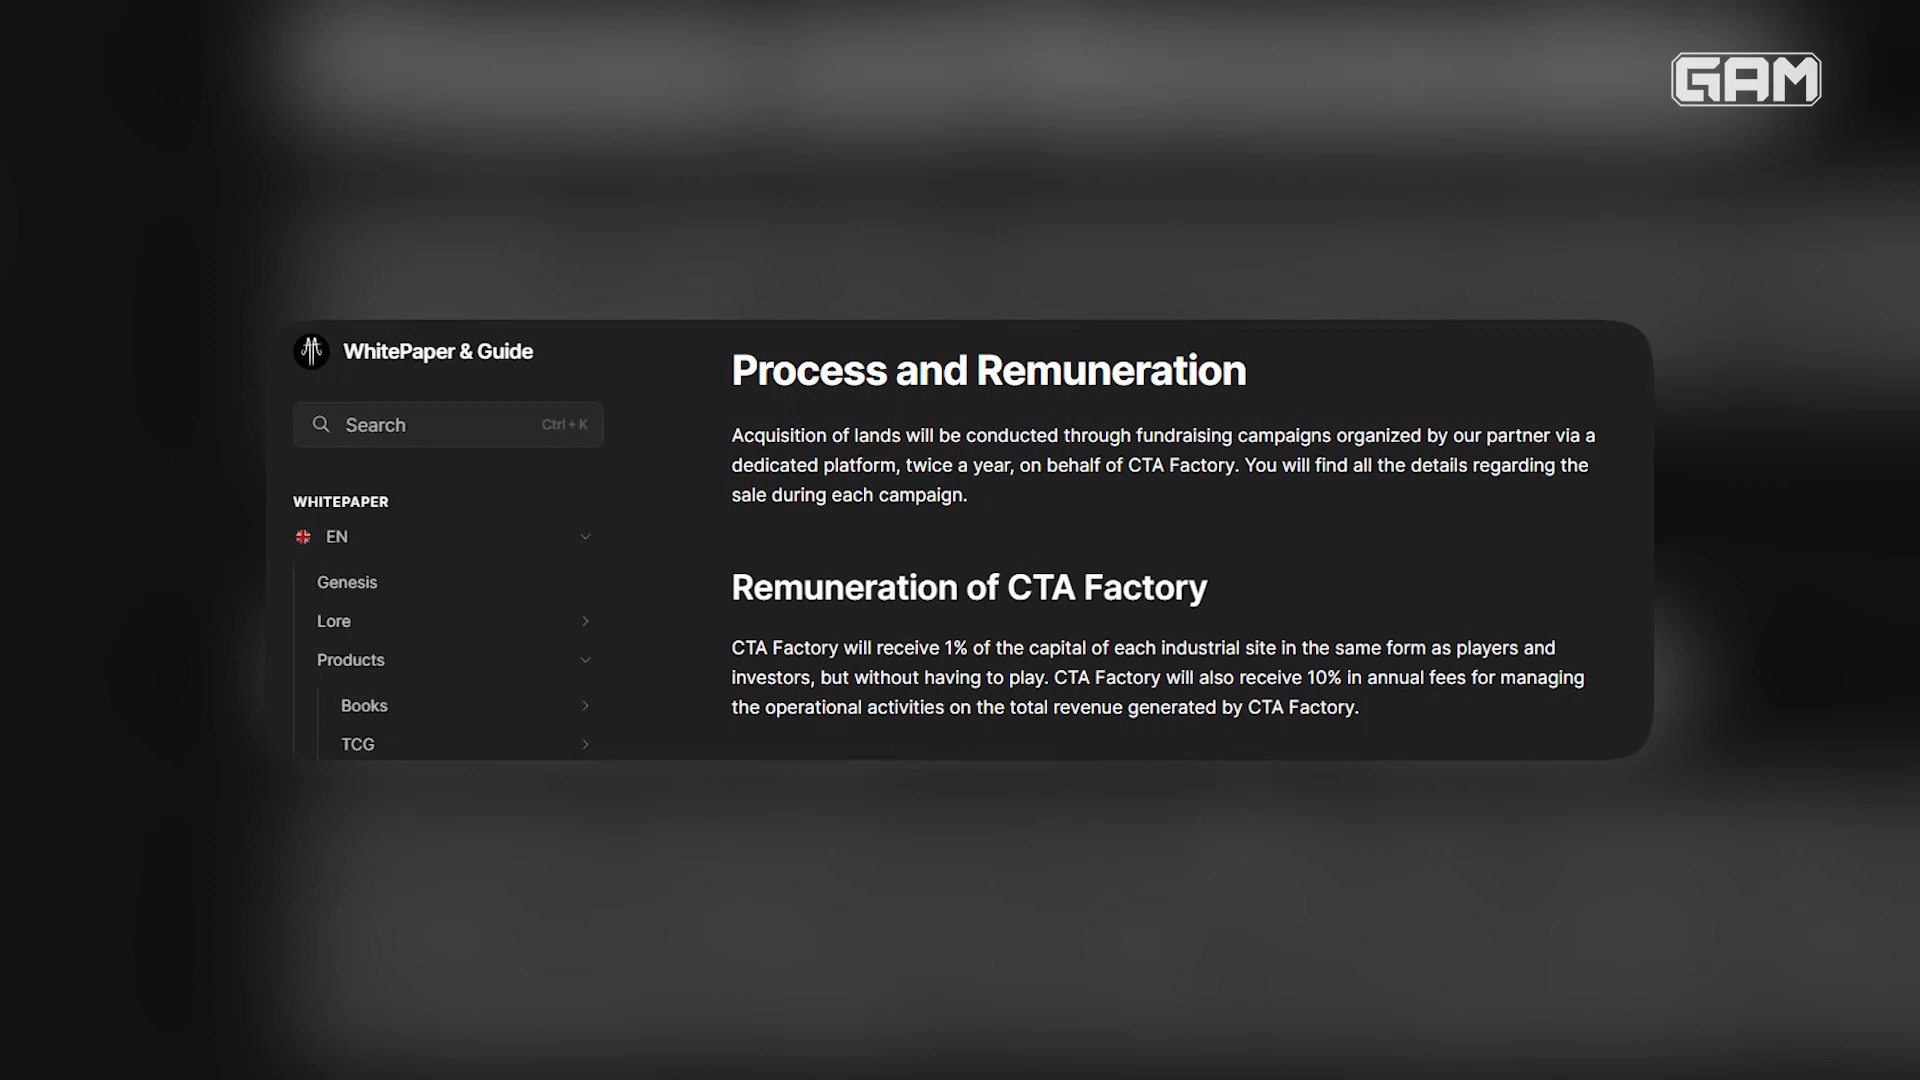 GAM
WhitePaper & Guide
Search
Ctrl + K
WHITEPAPER
EN
Genesis
Lore
Products
Books
TCG
Process and Remuneration
Acquisition of lands will be conducted through fundraising campaigns organized by our partner via a
dedicated platform, twice a year, on behalf of CTA Factory. You will find all the details regarding the
sale during each campaign.
Remuneration of CTA Factory
CTA Factory will receive 1% of the capital of each industrial site in the same form as players and
investors, but without having to play. CTA Factory will also receive 10% in annual fees for managing
the operational activities on the total revenue generated by CTA Factory.